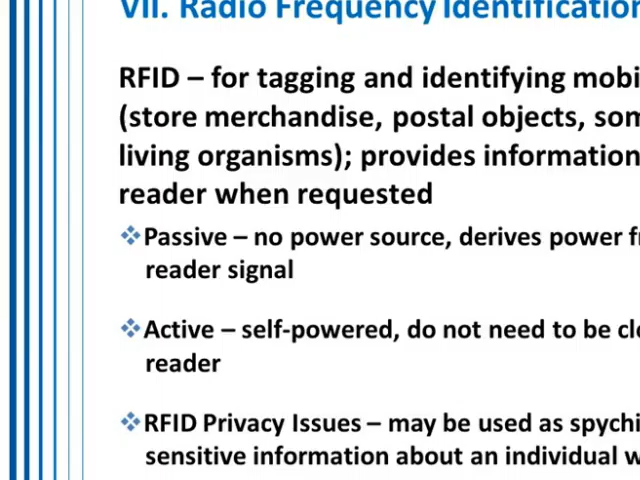 VII. Radio Frequency Identification
RFID – for tagging and identifying mobi
(store merchandise, postal objects, som
living organisms); provides information
reader when requested
❖Passive – no power source, derives power fr
reader signal
❖Active – self-powered, do not need to be clo
reader
❖RFID Privacy Issues – may be used as spychi
sensitive information about an individual w